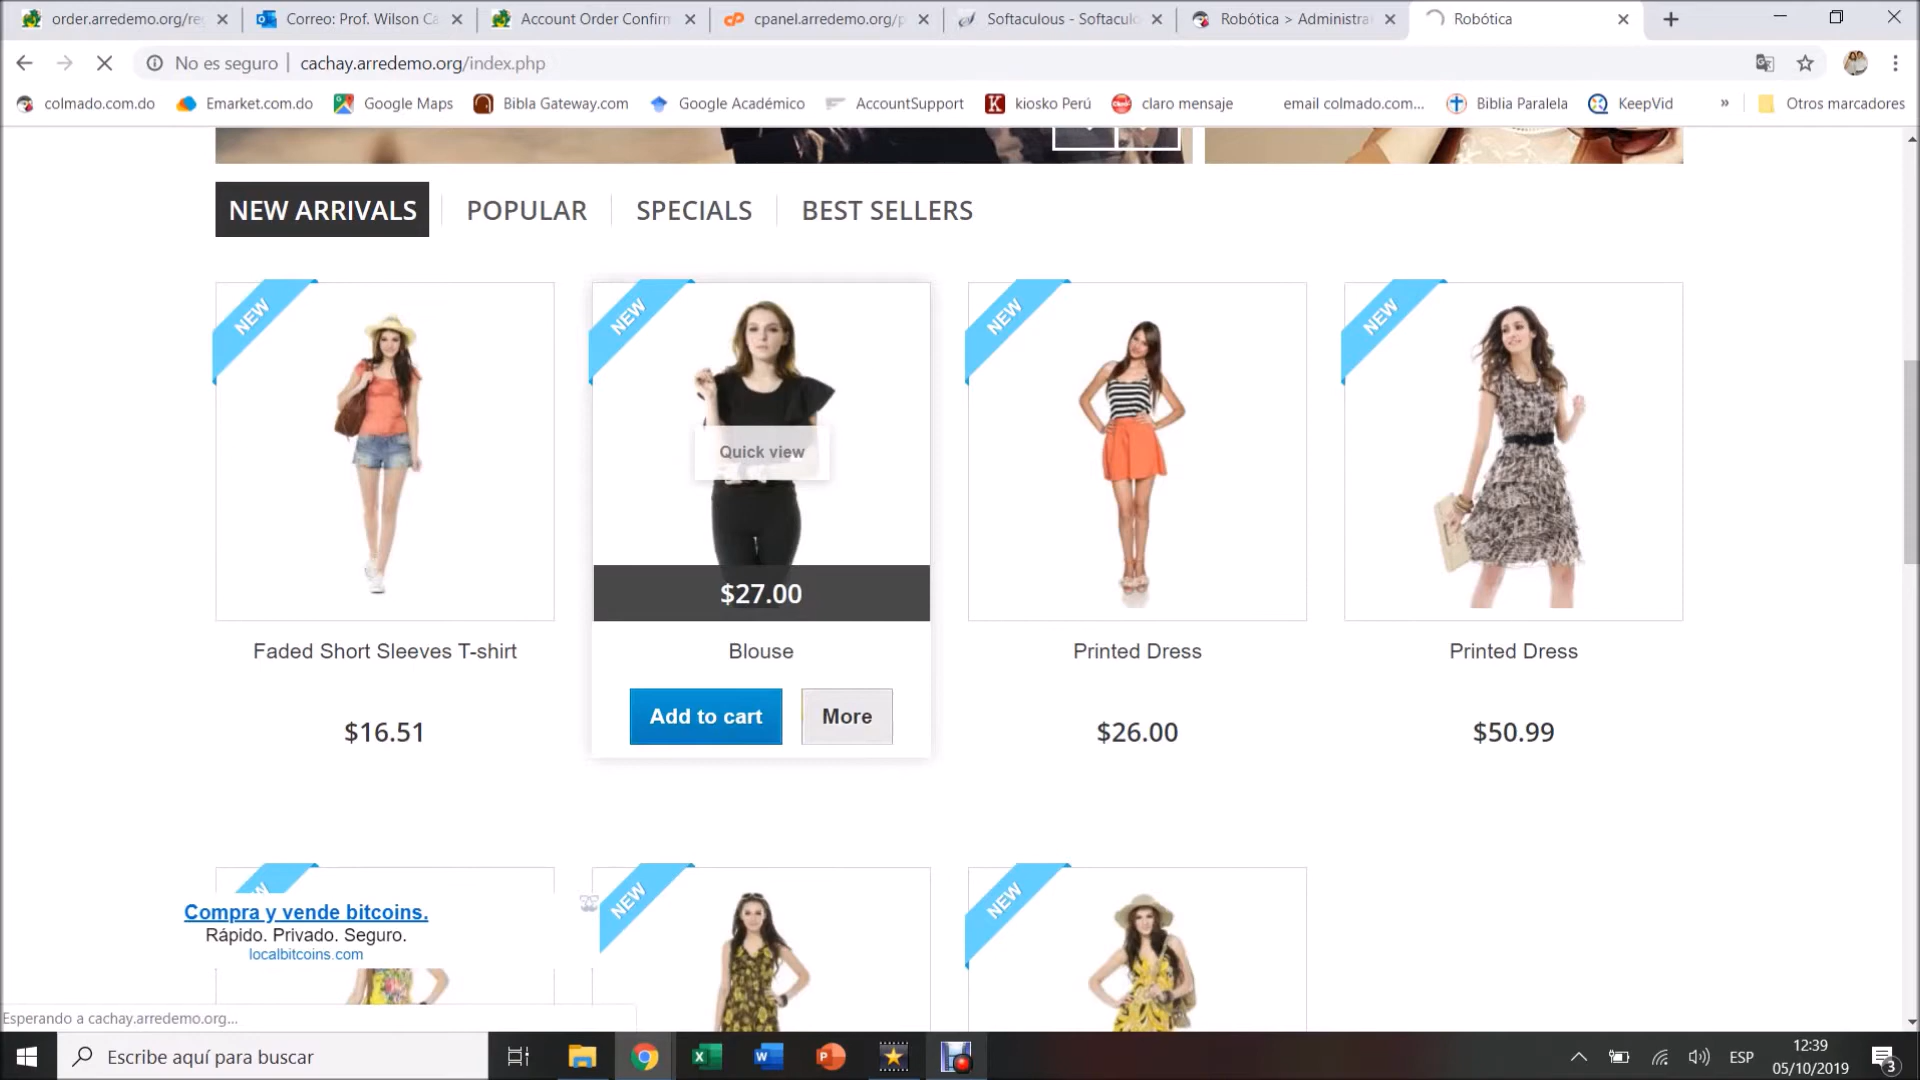 order.arredemo.org/re
Correo: Prof. Wilson Ca
Account Order Confirm
cpanel.arredemo.org/p
Softaculous - Softaculo
Robótica > Administra
Robótica
No es seguro | cachay.arredemo.org/index.php
colmado.com.do
Emarket.com.do
Google Maps
Bibla Gateway.com
Google Académico
AccountSupport
kiosko Perú
claro mensaje
email colmado.com...
Biblia Paralela
KeepVid
»
Otros marcadores
NEW ARRIVALS
POPULAR
SPECIALS
BEST SELLERS
NEW
NEW
NEW
NEW
Quick view
$27.00
Faded Short Sleeves T-shirt
Blouse
Printed Dress
Printed Dress
Add to cart
More
$16.51
$26.00
$50.99
NEW
NEW
Compra y vende bitcoins.
Rápido. Privado. Seguro.
localbitcoins.com
Esperando a cachay.arredemo.org...
Escribe aquí para buscar
ESP
12:39
05/10/2019
3